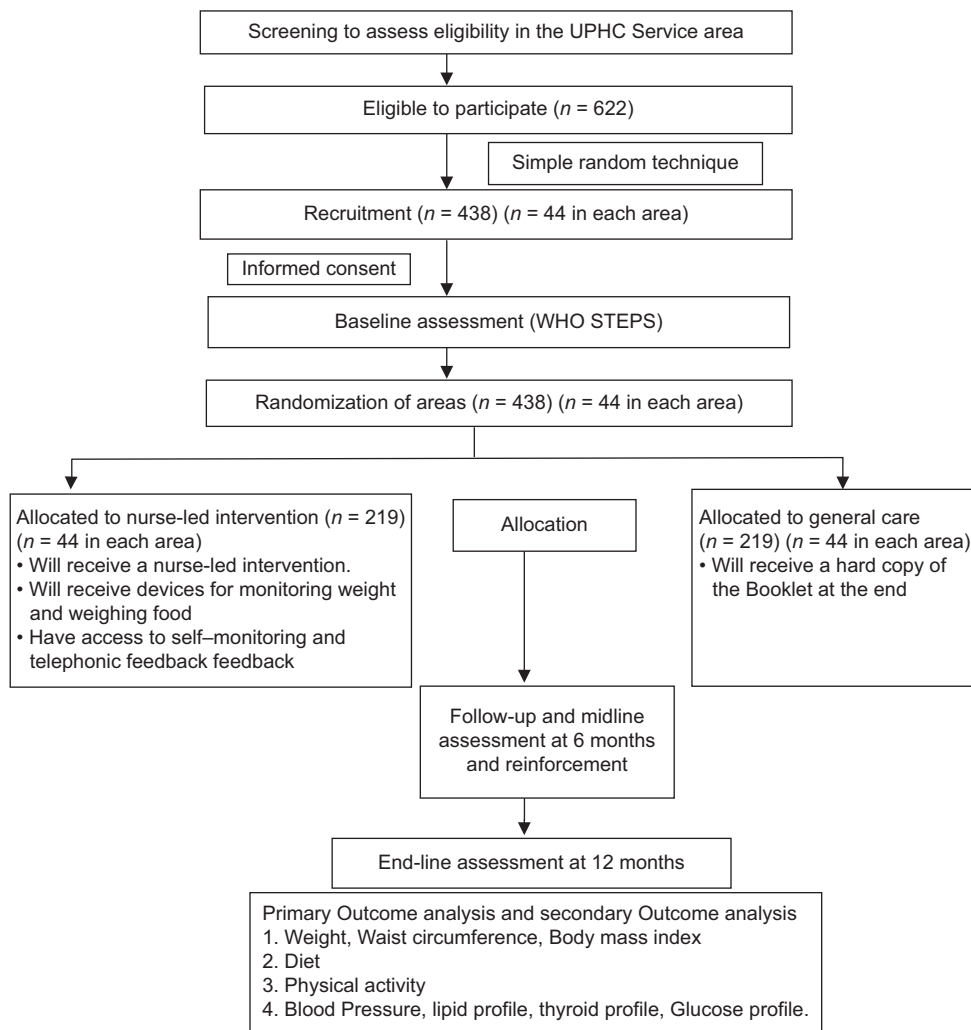 Screening to assess eligibility in the UPHC Service area
Eligible to participate (n = 622)
Simple random technique
Recruitment (n = 438) (n = 44 in each area)
Informed consent
Baseline assessment (WHO STEPS)
Randomization of areas (n = 438) (n = 44 in each area)
Allocated to nurse-led intervention (n = 219)
(n = 44 in each area)
• Will receive a nurse-led intervention.
• Will receive devices for monitoring weight
and weighing food
• Have access to self–monitoring and
telephonic feedback feedback
Allocation
Allocated to general care
(n = 219) (n = 44 in each area)
• Will receive a hard copy of
the Booklet at the end
Follow-up and midline
assessment at 6 months
and reinforcement
End-line assessment at 12 months
Primary Outcome analysis and secondary Outcome analysis
1. Weight, Waist circumference, Body mass index
2. Diet
3. Physical activity
4. Blood Pressure, lipid profile, thyroid profile, Glucose profile.